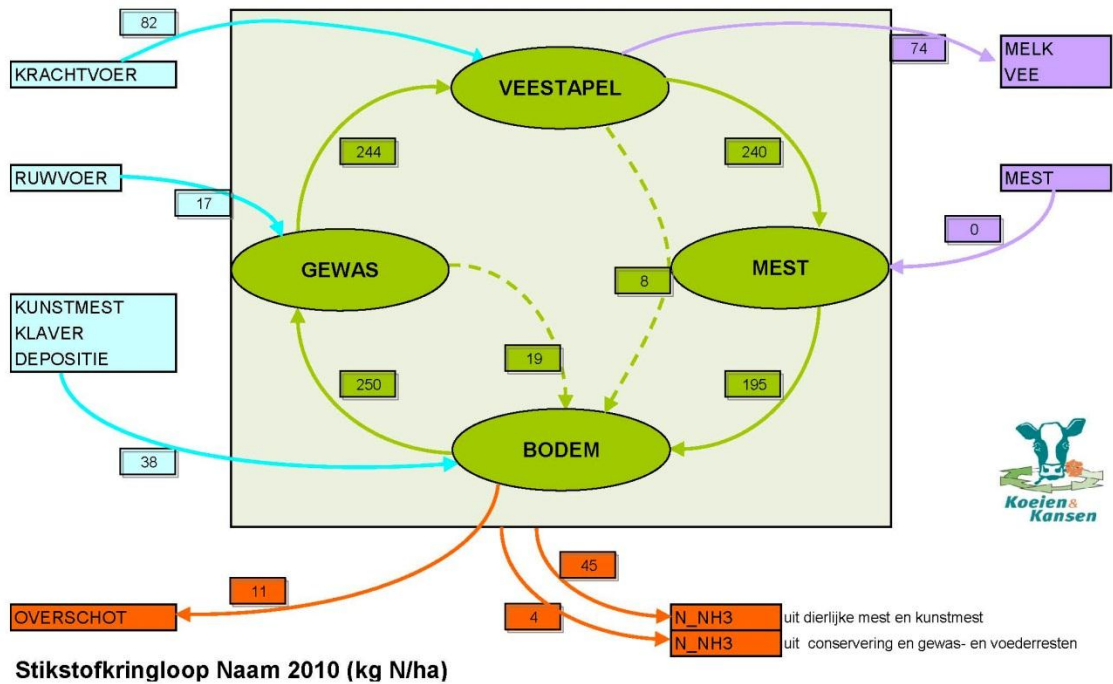 82
74
KRACHTVOER
MELK
VEE
VEESTAPEL
244
240
RUWVOER
MEST
17
0
GEWAS
MEST
8
KUNSTMEST
KLAVER
DEPOSITIE
19
250
195
BODEM
38
Koeien &
Kansen
11
45
4
OVERSCHOT
N_NH3 uit dierlijke mest en kunstmest
N_NH3 uit conservering en gewas- en voederresten
Stikstofkringloop Naam 2010 (kg N/ha)